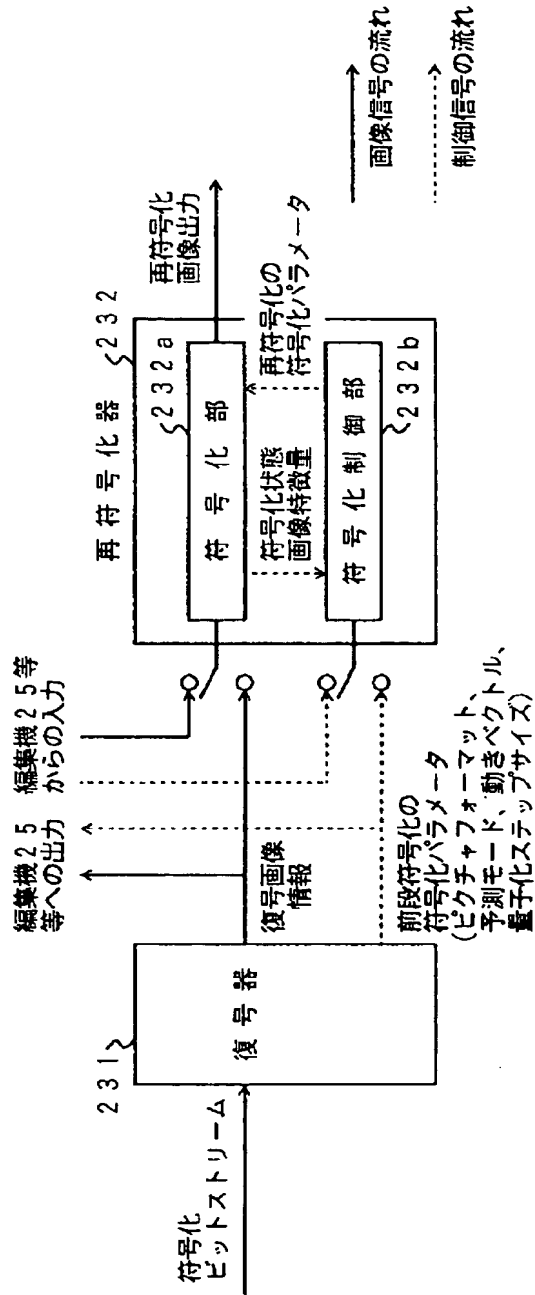 符号化
ビットストリーム
231
復号器
編集機25
等への出力
編集機25等
からの入力
復号画像
情報
前段符号化の
符号化パラメータ
(ピクチャフォーマット、
予測モード、動きベクトル、
量子化ステップサイズ)
再符号化器
232
232a
符号化部
符号化状態
画像特徴量
再符号化の
符号化パラメータ
符号化制御部
232b
再符号化
画像出力
画像信号の流れ
制御信号の流れ